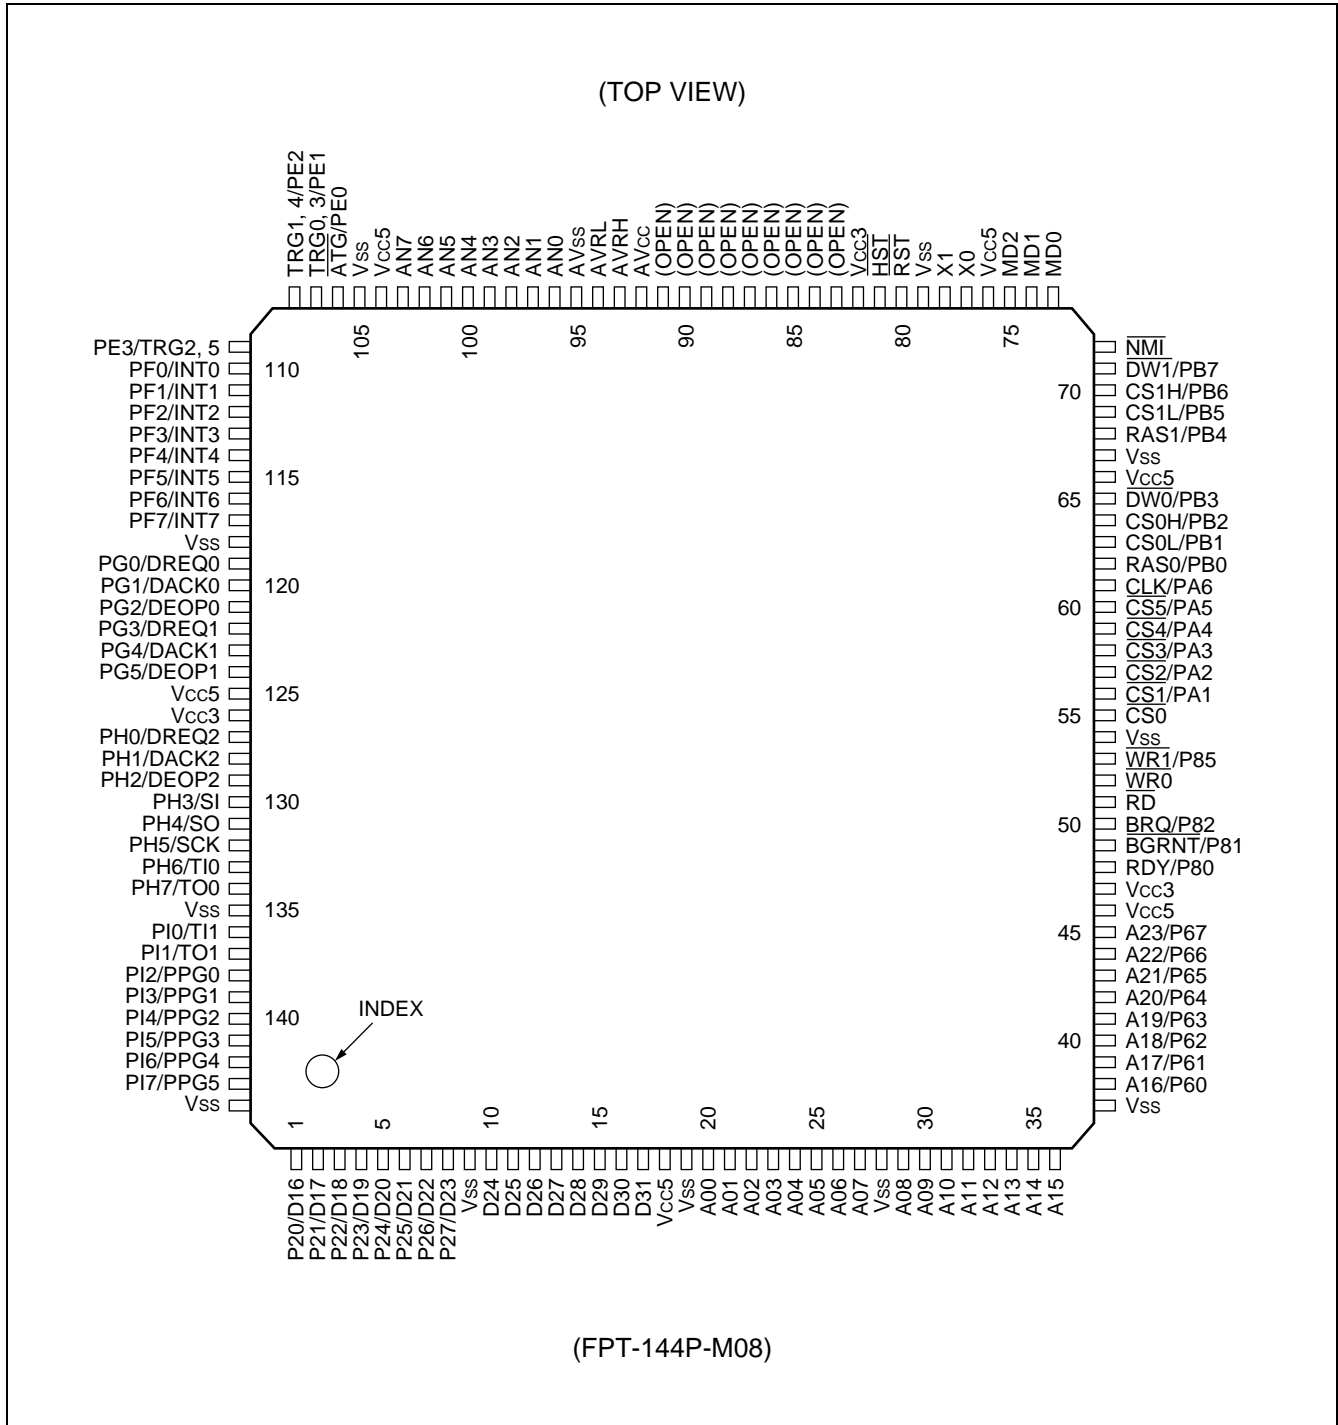 (TOP VIEW)
TRG1, 4/PE2
TRG0, 3/PE1
ATG/PE0
Vss
Vcc5
AN7
AN6
AN5
AN4
AN3
AN2
AN1
AN0
AVss
AVRL
AVRH
AVcc
(OPEN)
(OPEN)
(OPEN)
(OPEN)
(OPEN)
(OPEN)
(OPEN)
(OPEN)
(OPEN)
Vcc3
HST
RST
Vss
X1
X0
Vcc5
MD2
MD1
MD0
105
100
95
90
85
80
75
PE3/TRG2, 5
PF0/INT0
PF1/INT1
PF2/INT2
PF3/INT3
PF4/INT4
PF5/INT5
PF6/INT6
PF7/INT7
Vss
PG0/DREQ0
PG1/DACK0
PG2/DEOP0
PG3/DREQ1
PG4/DACK1
PG5/DEOP1
Vcc5
Vcc3
PH0/DREQ2
PH1/DACK2
PH2/DEOP2
PH3/SI
PH4/SO
PH5/SCK
PH6/TI0
PH7/TO0
Vss
PI0/TI1
PI1/TO1
PI2/PPG0
PI3/PPG1
PI4/PPG2
PI5/PPG3
PI6/PPG4
PI7/PPG5
Vss
110
115
120
125
130
135
140
INDEX
70
65
60
55
50
45
40
NMI
DW1/PB7
CS1H/PB6
CS1L/PB5
RAS1/PB4
Vss
Vcc5
DW0/PB3
CS0H/PB2
CS0L/PB1
RAS0/PB0
CLK/PA6
CS5/PA5
CS4/PA4
CS3/PA3
CS2/PA2
CS1/PA1
CS0
Vss
WR1/P85
WR0
RD
BRQ/P82
BGRNT/P81
RDY/P80
Vcc3
Vcc5
A23/P67
A22/P66
A21/P65
A20/P64
A19/P63
A18/P62
A17/P61
A16/P60
Vss
1
5
10
15
20
25
30
35
P20/D16
P21/D17
P22/D18
P23/D19
P24/D20
P25/D21
P26/D22
P27/D23
Vss
D24
D25
D26
D27
D28
D29
D30
D31
Vcc5
Vss
A00
A01
A02
A03
A04
A05
A06
A07
Vss
A08
A09
A10
A11
A12
A13
A14
A15
(FPT-144P-M08)